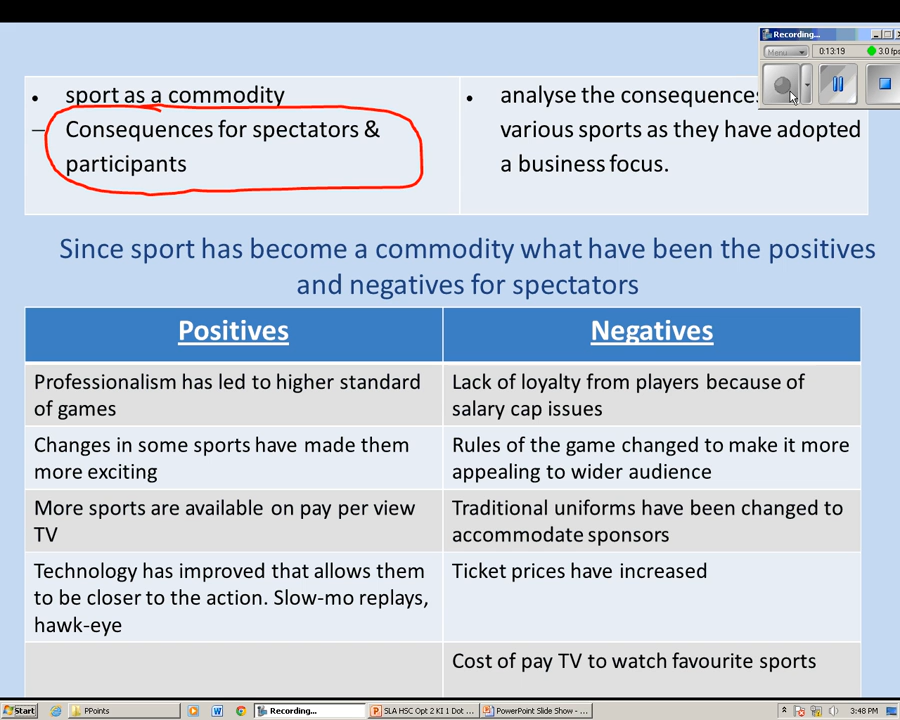 Recording...
Menu
0:13:19
3.0 fps
• sport as a commodity
– Consequences for spectators &
participants
• analyse the consequences
various sports as they have adopted
a business focus.
Since sport has become a commodity what have been the positives
and negatives for spectators
Positives
Negatives
Professionalism has led to higher standard
of games
Lack of loyalty from players because of
salary cap issues
Changes in some sports have made them
more exciting
Rules of the game changed to make it more
appealing to wider audience
More sports are available on pay per view
TV
Traditional uniforms have been changed to
accommodate sponsors
Technology has improved that allows them
to be closer to the action. Slow-mo replays,
hawk-eye
Ticket prices have increased
Cost of pay TV to watch favourite sports
Start
PPoints
Recording...
SLA HSC Opt 2 KI 1 Dot ...
PowerPoint Slide Show - ...
3:48 PM